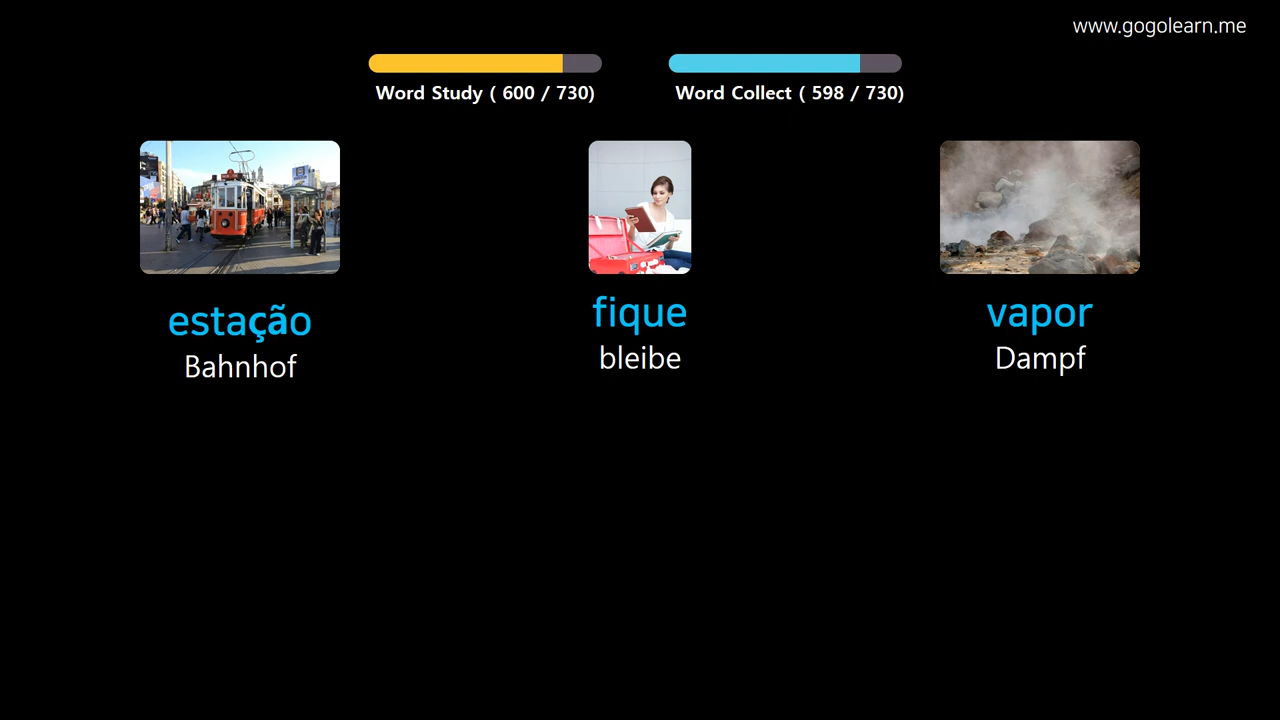 www.gogolearn.me
Word Study ( 600 / 730)
Word Collect ( 598 / 730)
estação
Bahnhof
fique
bleibe
vapor
Dampf